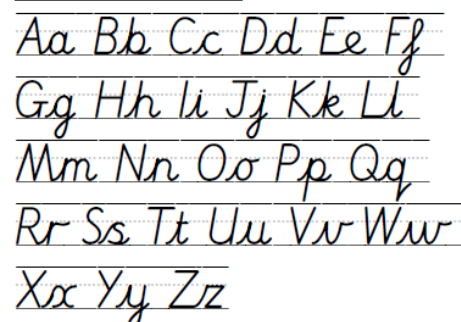 Aa Bb Cc Dd Ee Ff
Gg Hh Ii Jj Kk Ll
Mm Nn Oo Pp Qq
Rr Ss Tt Uu Vv Ww
Xx Yy Zz